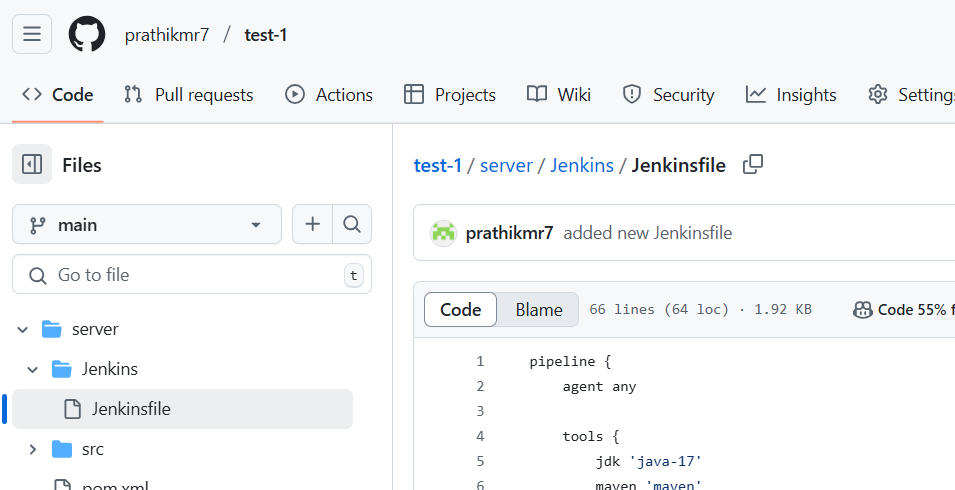 prathikmr7 / test-1
Code Pull requests Actions Projects Wiki Security Insights Settings
Files
test-1 / server / Jenkins / Jenkinsfile
main
prathikmr7 added new Jenkinsfile
Go to file t
Code Blame 66 lines (64 loc) · 1.92 KB Code 55% f
server
Jenkins
Jenkinsfile
src
pom.xml
1 pipeline {
2 agent any
3
4 tools {
5 jdk 'java-17'
6 maven 'maven'